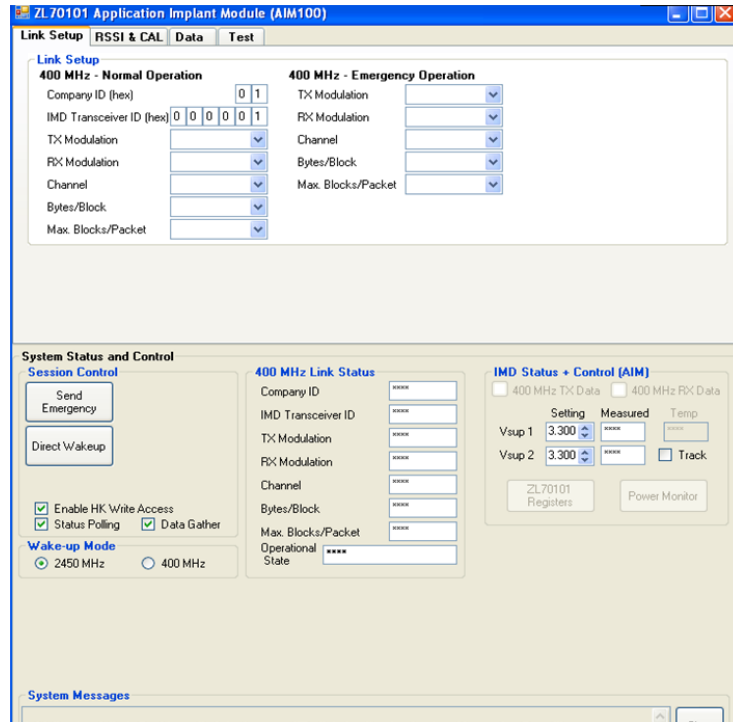 ZL70101 Application Implant Module (AIM100)
Link Setup RSSI & CAL Data Test
Link Setup
400 MHz - Normal Operation
Company ID (hex) 0 1
IMD Transceiver ID (hex) 0 0 0 0 0 1
TX Modulation
RX Modulation
Channel
Bytes/Block
Max. Blocks/Packet
400 MHz - Emergency Operation
TX Modulation
RX Modulation
Channel
Bytes/Block
Max. Blocks/Packet
System Status and Control
Session Control
Send
Emergency
Direct Wakeup
Enable HK Write Access
Status Polling Data Gather
Wake-up Mode
2450 MHz 400 MHz
400 MHz Link Status
Company ID ****
IMD Transceiver ID ****
TX Modulation ****
RX Modulation ****
Channel ****
Bytes/Block ****
Max. Blocks/Packet ****
Operational
State ****
IMD Status + Control (AIM)
400 MHz TX Data 400 MHz RX Data
Setting Measured Temp
Vsup 1 3.300 **** ****
Vsup 2 3.300 **** Track
ZL70101
Registers
Power Monitor
System Messages